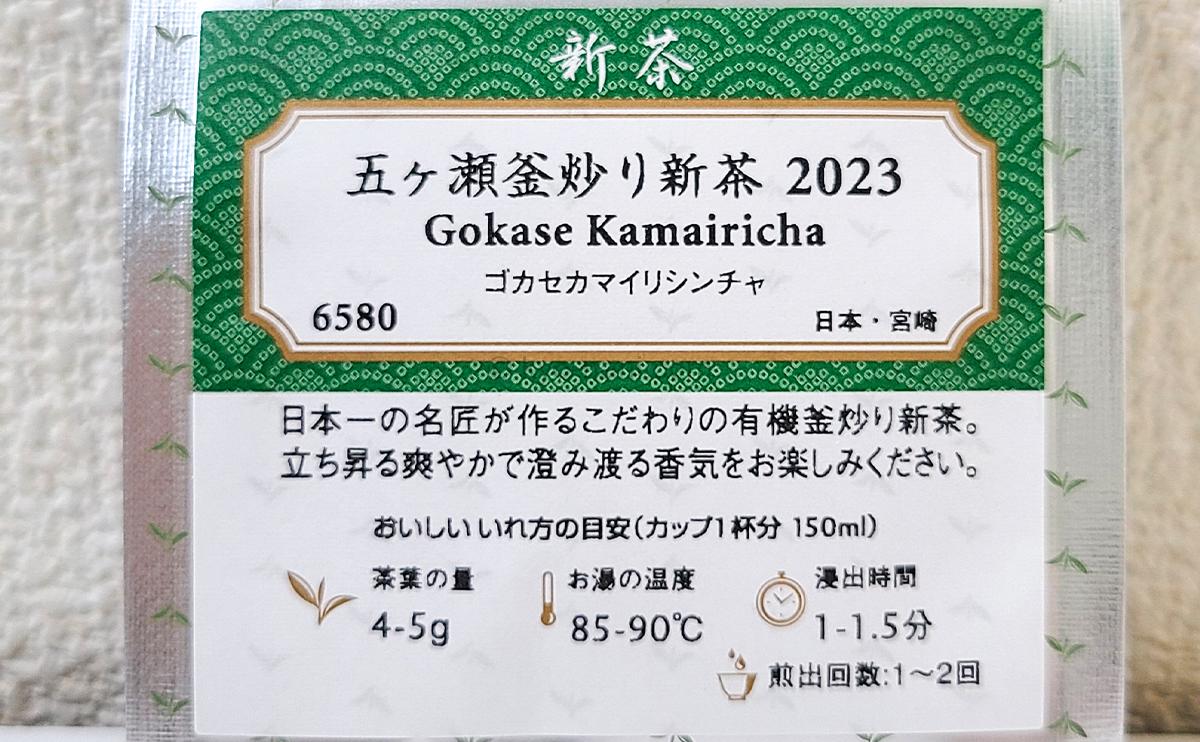 新茶
五ヶ瀬釜炒り新茶 2023
Gokase Kamairicha
ゴカセカマイリシンチャ
6580 日本・宮崎
日本一の名匠が作るこだわりの有機釜炒り新茶。
立ち昇る爽やかで澄み渡る香気をお楽しみください。
おいしいいれ方の目安(カップ1杯分 150ml)
茶葉の量 お湯の温度 浸出時間
4-5g 85-90℃ 1-1.5分
煎出回数:1〜2回